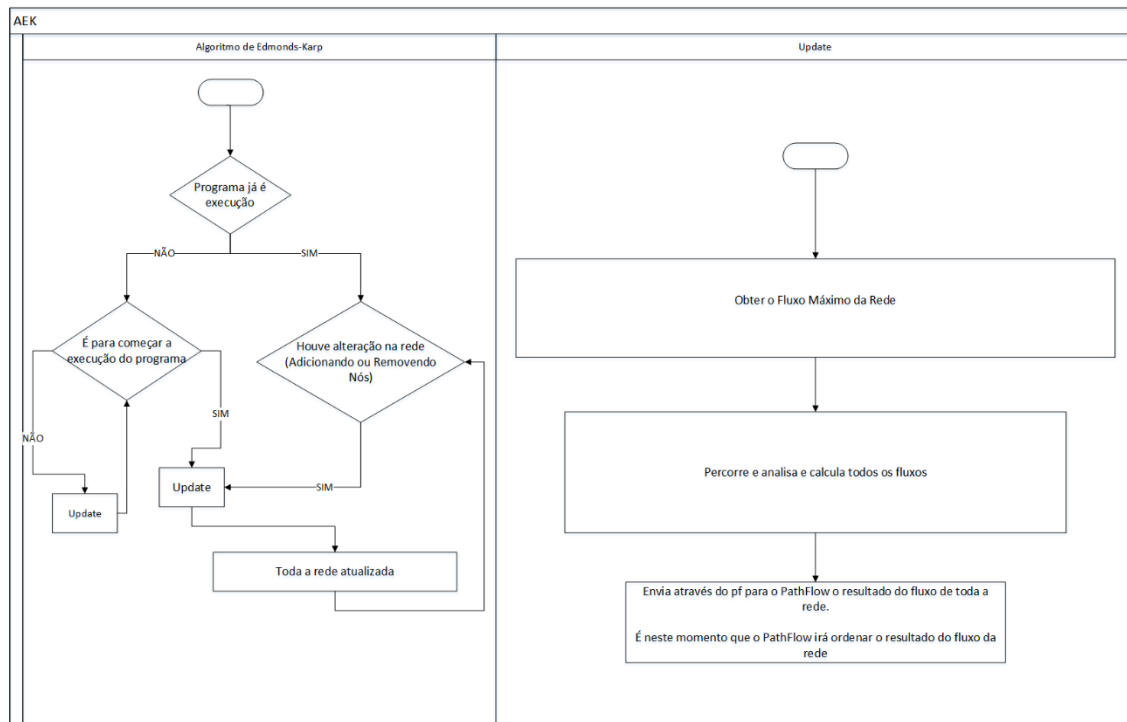 AEK
Algoritmo de Edmonds-Karp
Update
Programa já é
execução
NÃO
SIM
É para começar a
execução do programa
Houve alteração na rede
(Adicionando ou Removendo
Nós)
SIM
NÃO
Update
SIM
Update
Toda a rede atualizada
Obter o Fluxo Máximo da Rede
Percorre e analisa e calcula todos os fluxos
Envia através do pf para o PathFlow o resultado do fluxo de toda a
rede.
É neste momento que o PathFlow irá ordenar o resultado do fluxo da
rede